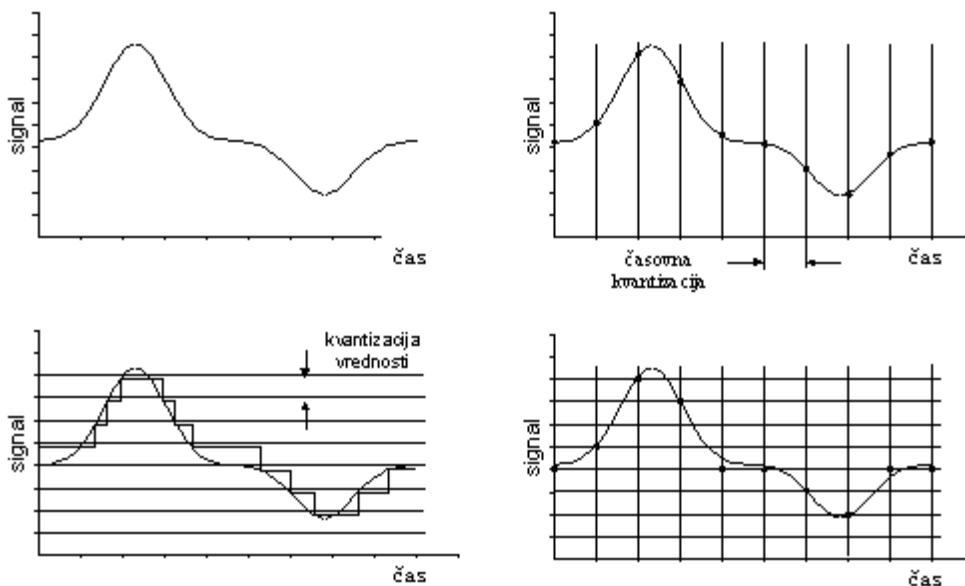 signal
čas
signal
časovna
kvantizacija
čas
kvantizacija
vrednosti
signal
čas
signal
čas